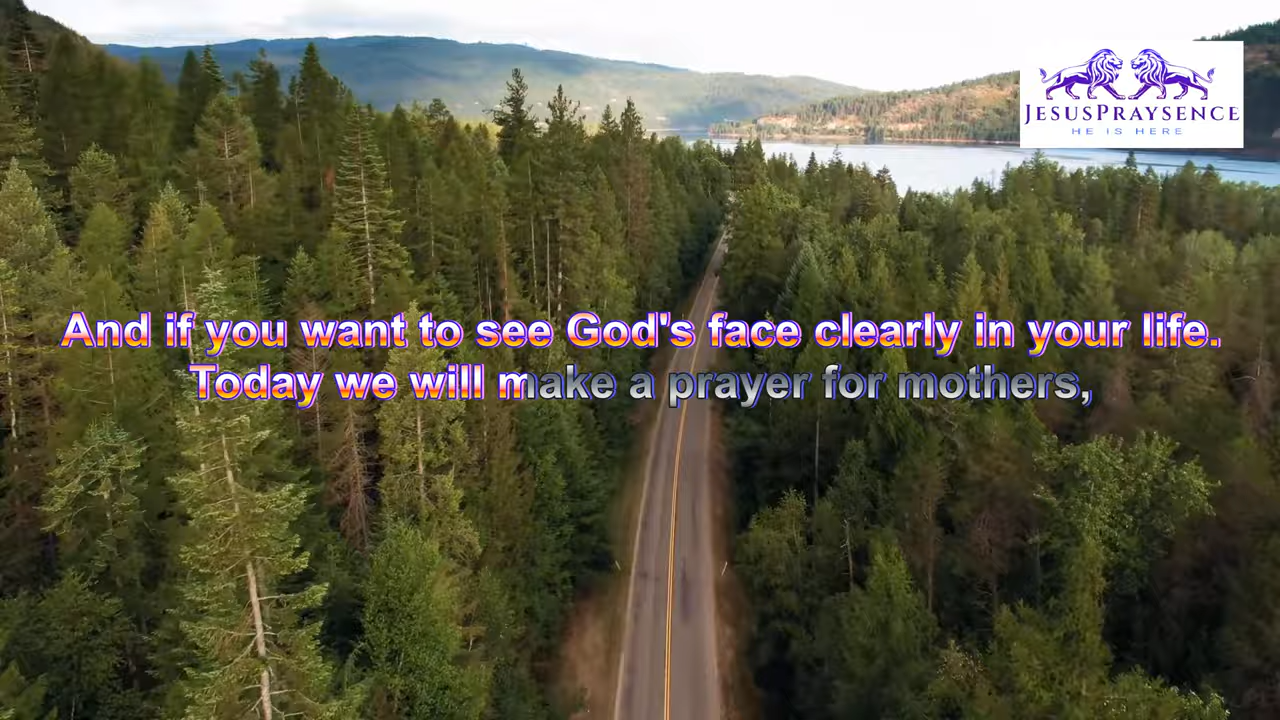 JESUSPRAYSENCE
HE IS HERE
And if you want to see God's face clearly in your life.
Today we will make a prayer for mothers,